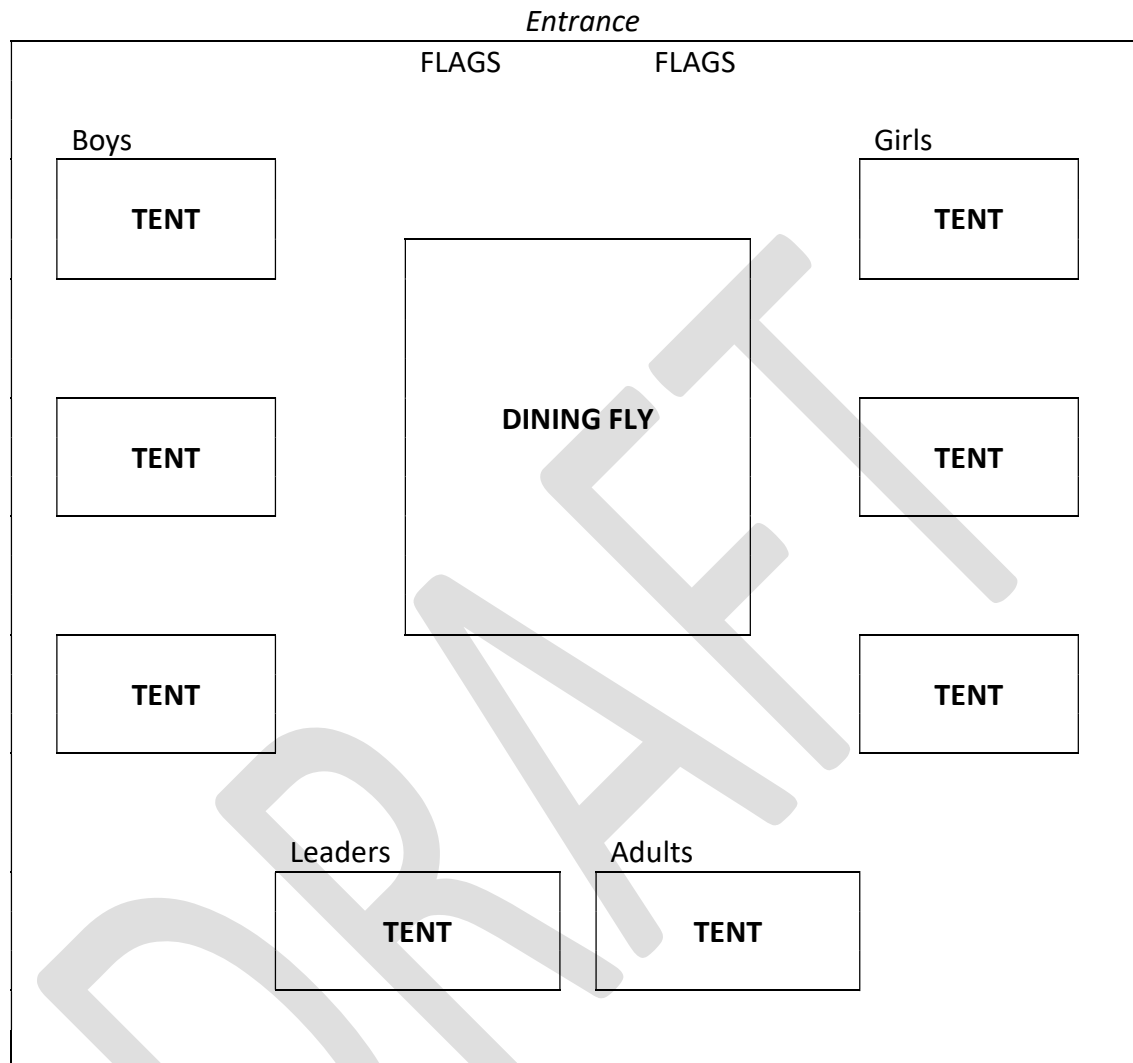 Entrance
FLAGS FLAGS
Boys Girls
TENT TENT
DINING FLY
TENT TENT
TENT TENT
Leaders Adults
TENT TENT
DRAFT